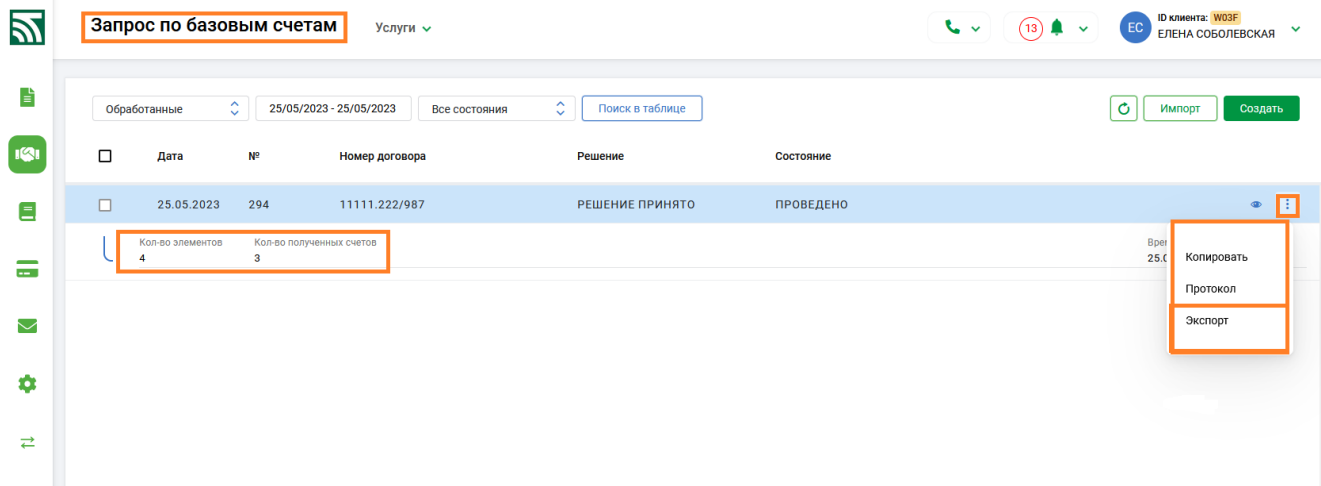 Запрос по базовым счетам
Услуги
13
ЕС
ID клиента: W03F
ЕЛЕНА СОБОЛЕВСКАЯ
Обработанные
25/05/2023 - 25/05/2023
Все состояния
Поиск в таблице
Импорт
Создать
Дата № Номер договора Решение Состояние
25.05.2023 294 11111.222/987 РЕШЕНИЕ ПРИНЯТО ПРОВЕДЕНО
Кол-во элементов Кол-во полученных счетов
4 3
Копировать
Протокол
Экспорт